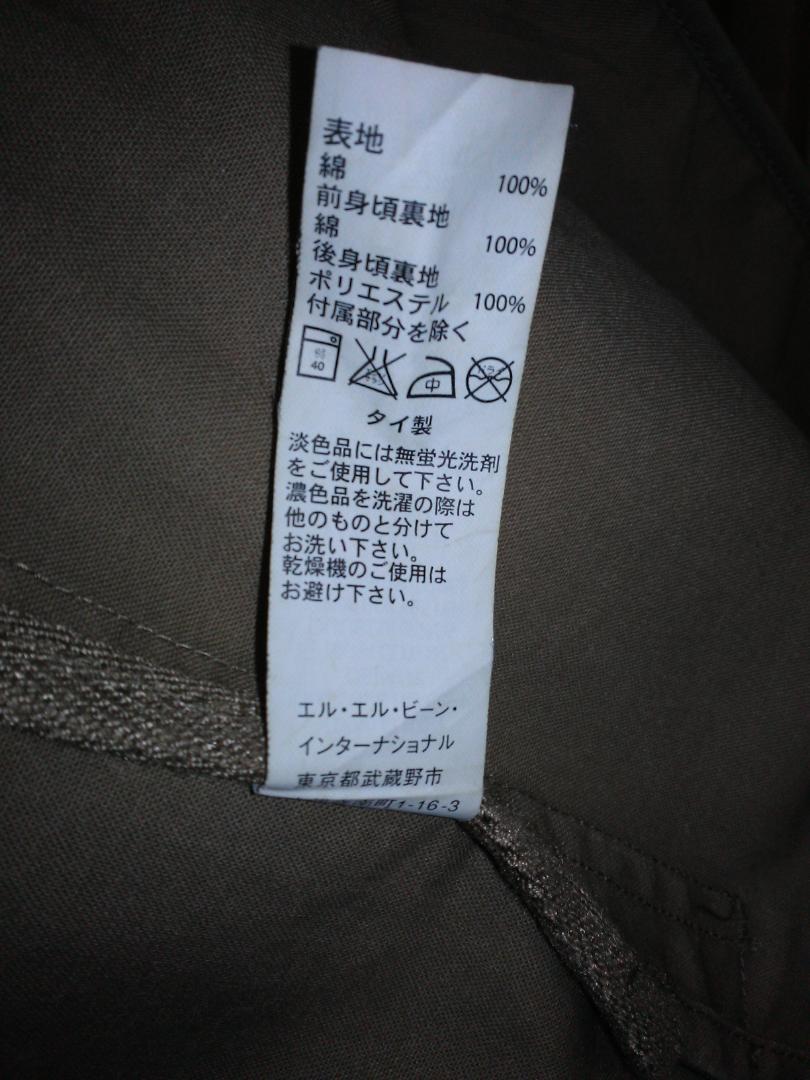 表地
綿 100%
前身頃裏地
綿 100%
後身頃裏地
ポリエステル 100%
付属部分を除く
40 中
タイ製
淡色品には無蛍光洗剤
をご使用して下さい。
濃色品を洗濯の際は
他のものと分けて
お洗い下さい。
乾燥機のご使用は
お避け下さい。
エル・エル・ビーン・
インターナショナル
東京都武蔵野市
町1-16-3